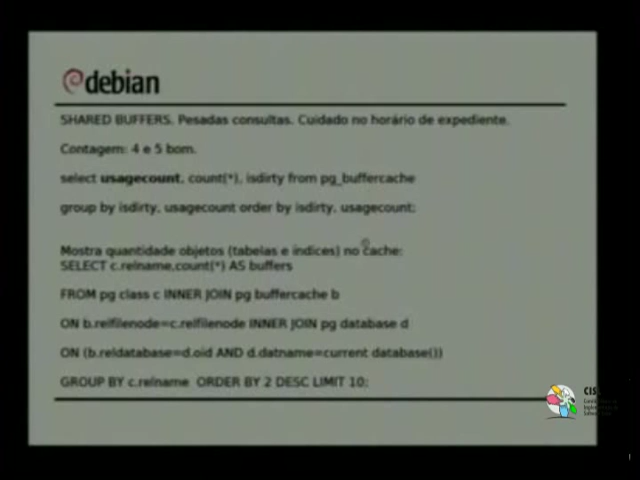 debian
SHARED BUFFERS. Pesadas consultas. Cuidado no horário de expediente.
Contagem: 4 e 5 bom.
select usagecount, count(*), isdirty from pg_buffercache
group by isdirty, usagecount order by isdirty, usagecount;
Mostra quantidade objetos (tabelas e indices) no cache:
SELECT c.relname,count(*) AS buffers
FROM pg class c INNER JOIN pg buffercache b
ON b.relfilenode=c.relfilenode INNER JOIN pg database d
ON (b.reldatabase=d.oid AND d.datname=current database())
GROUP BY c.relname ORDER BY 2 DESC LIMIT 10;
CIS